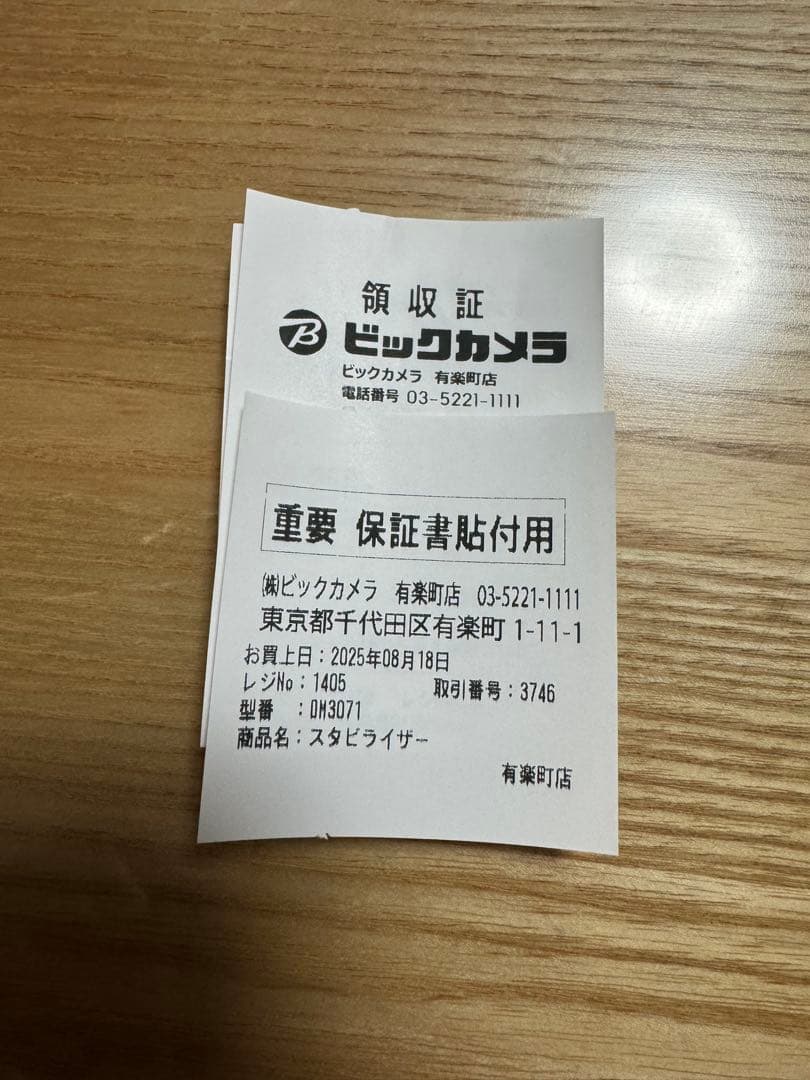 領収証
B ビックカメラ
ビックカメラ 有楽町店
電話番号 03-5221-1111
重要 保証書貼付用
(株)ビックカメラ 有楽町店 03-5221-1111
東京都千代田区有楽町 1-11-1
お買上日:2025年08月18日
レジNo:1405 取引番号:3746
型番 :OM3071
商品名:スタビライザー
有楽町店